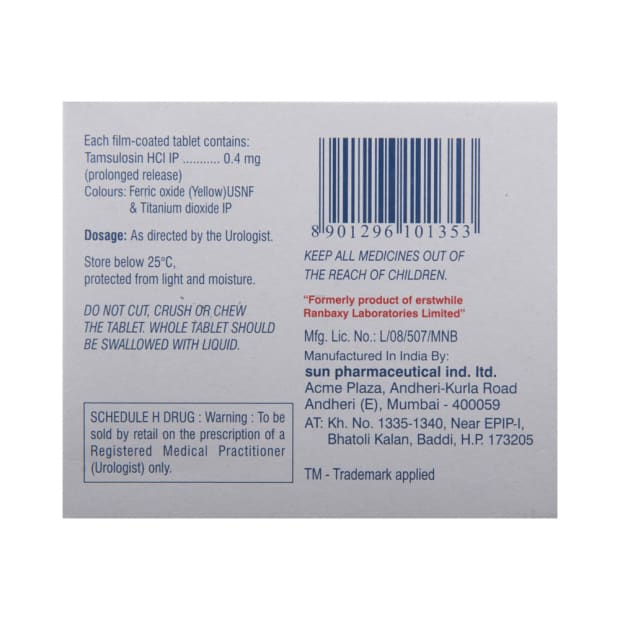 Each film-coated tablet contains:
Tamsulosin HCl IP ........... 0.4 mg
(prolonged release)
Colours: Ferric oxide (Yellow)USNF
& Titanium dioxide IP
Dosage: As directed by the Urologist.
Store below 25°C,
protected from light and moisture.
DO NOT CUT, CRUSH OR CHEW
THE TABLET. WHOLE TABLET SHOULD
BE SWALLOWED WITH LIQUID.
SCHEDULE H DRUG : Warning : To be
sold by retail on the prescription of a
Registered Medical Practitioner
(Urologist) only.
8 901296 101353
KEEP ALL MEDICINES OUT OF
THE REACH OF CHILDREN.
"Formerly product of erstwhile
Ranbaxy Laboratories Limited"
Mfg. Lic. No.: L/08/507/MNB
Manufactured In India By:
sun pharmaceutical ind. ltd.
Acme Plaza, Andheri-Kurla Road
Andheri (E), Mumbai - 400059
AT: Kh. No. 1335-1340, Near EPIP-I,
Bhatoli Kalan, Baddi, H.P. 173205
TM - Trademark applied